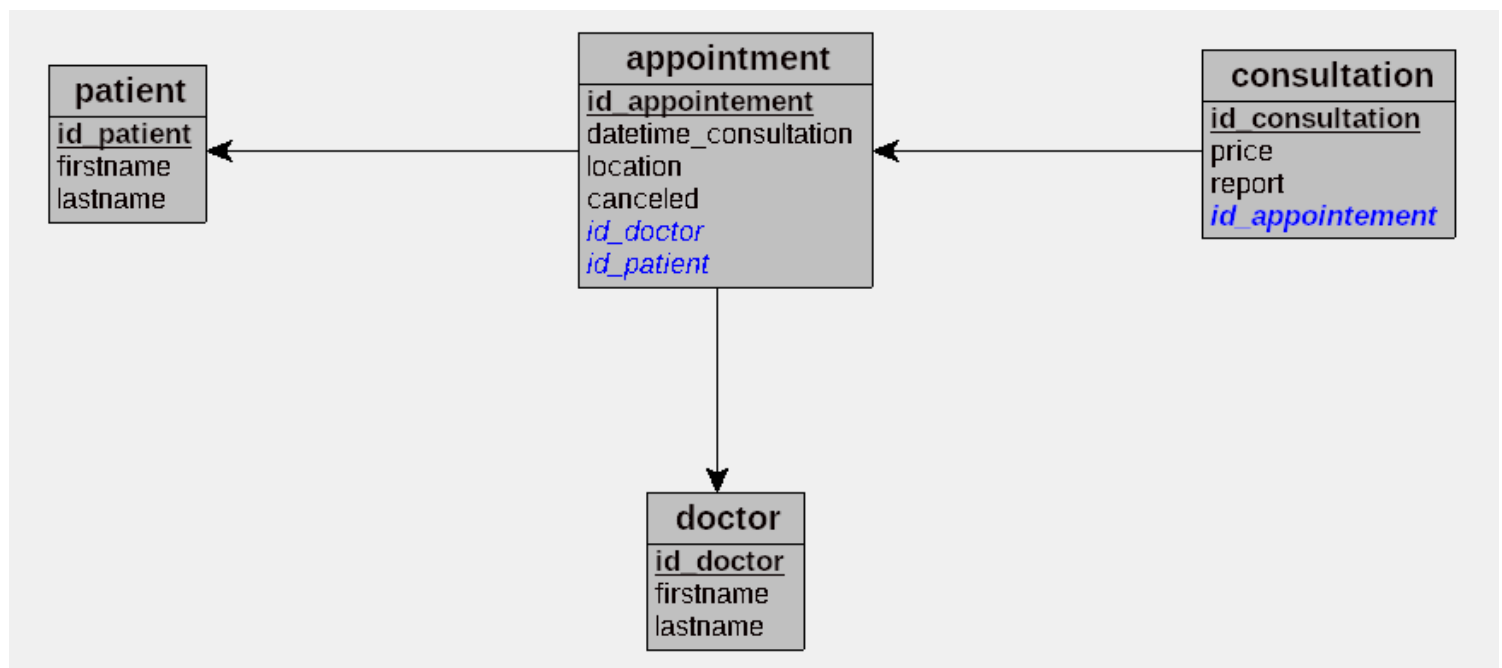 patient
id_patient
firstname
lastname
appointment
id_appointement
datetime_consultation
location
canceled
id_doctor
id_patient
consultation
id_consultation
price
report
id_appointement
doctor
id_doctor
firstname
lastname